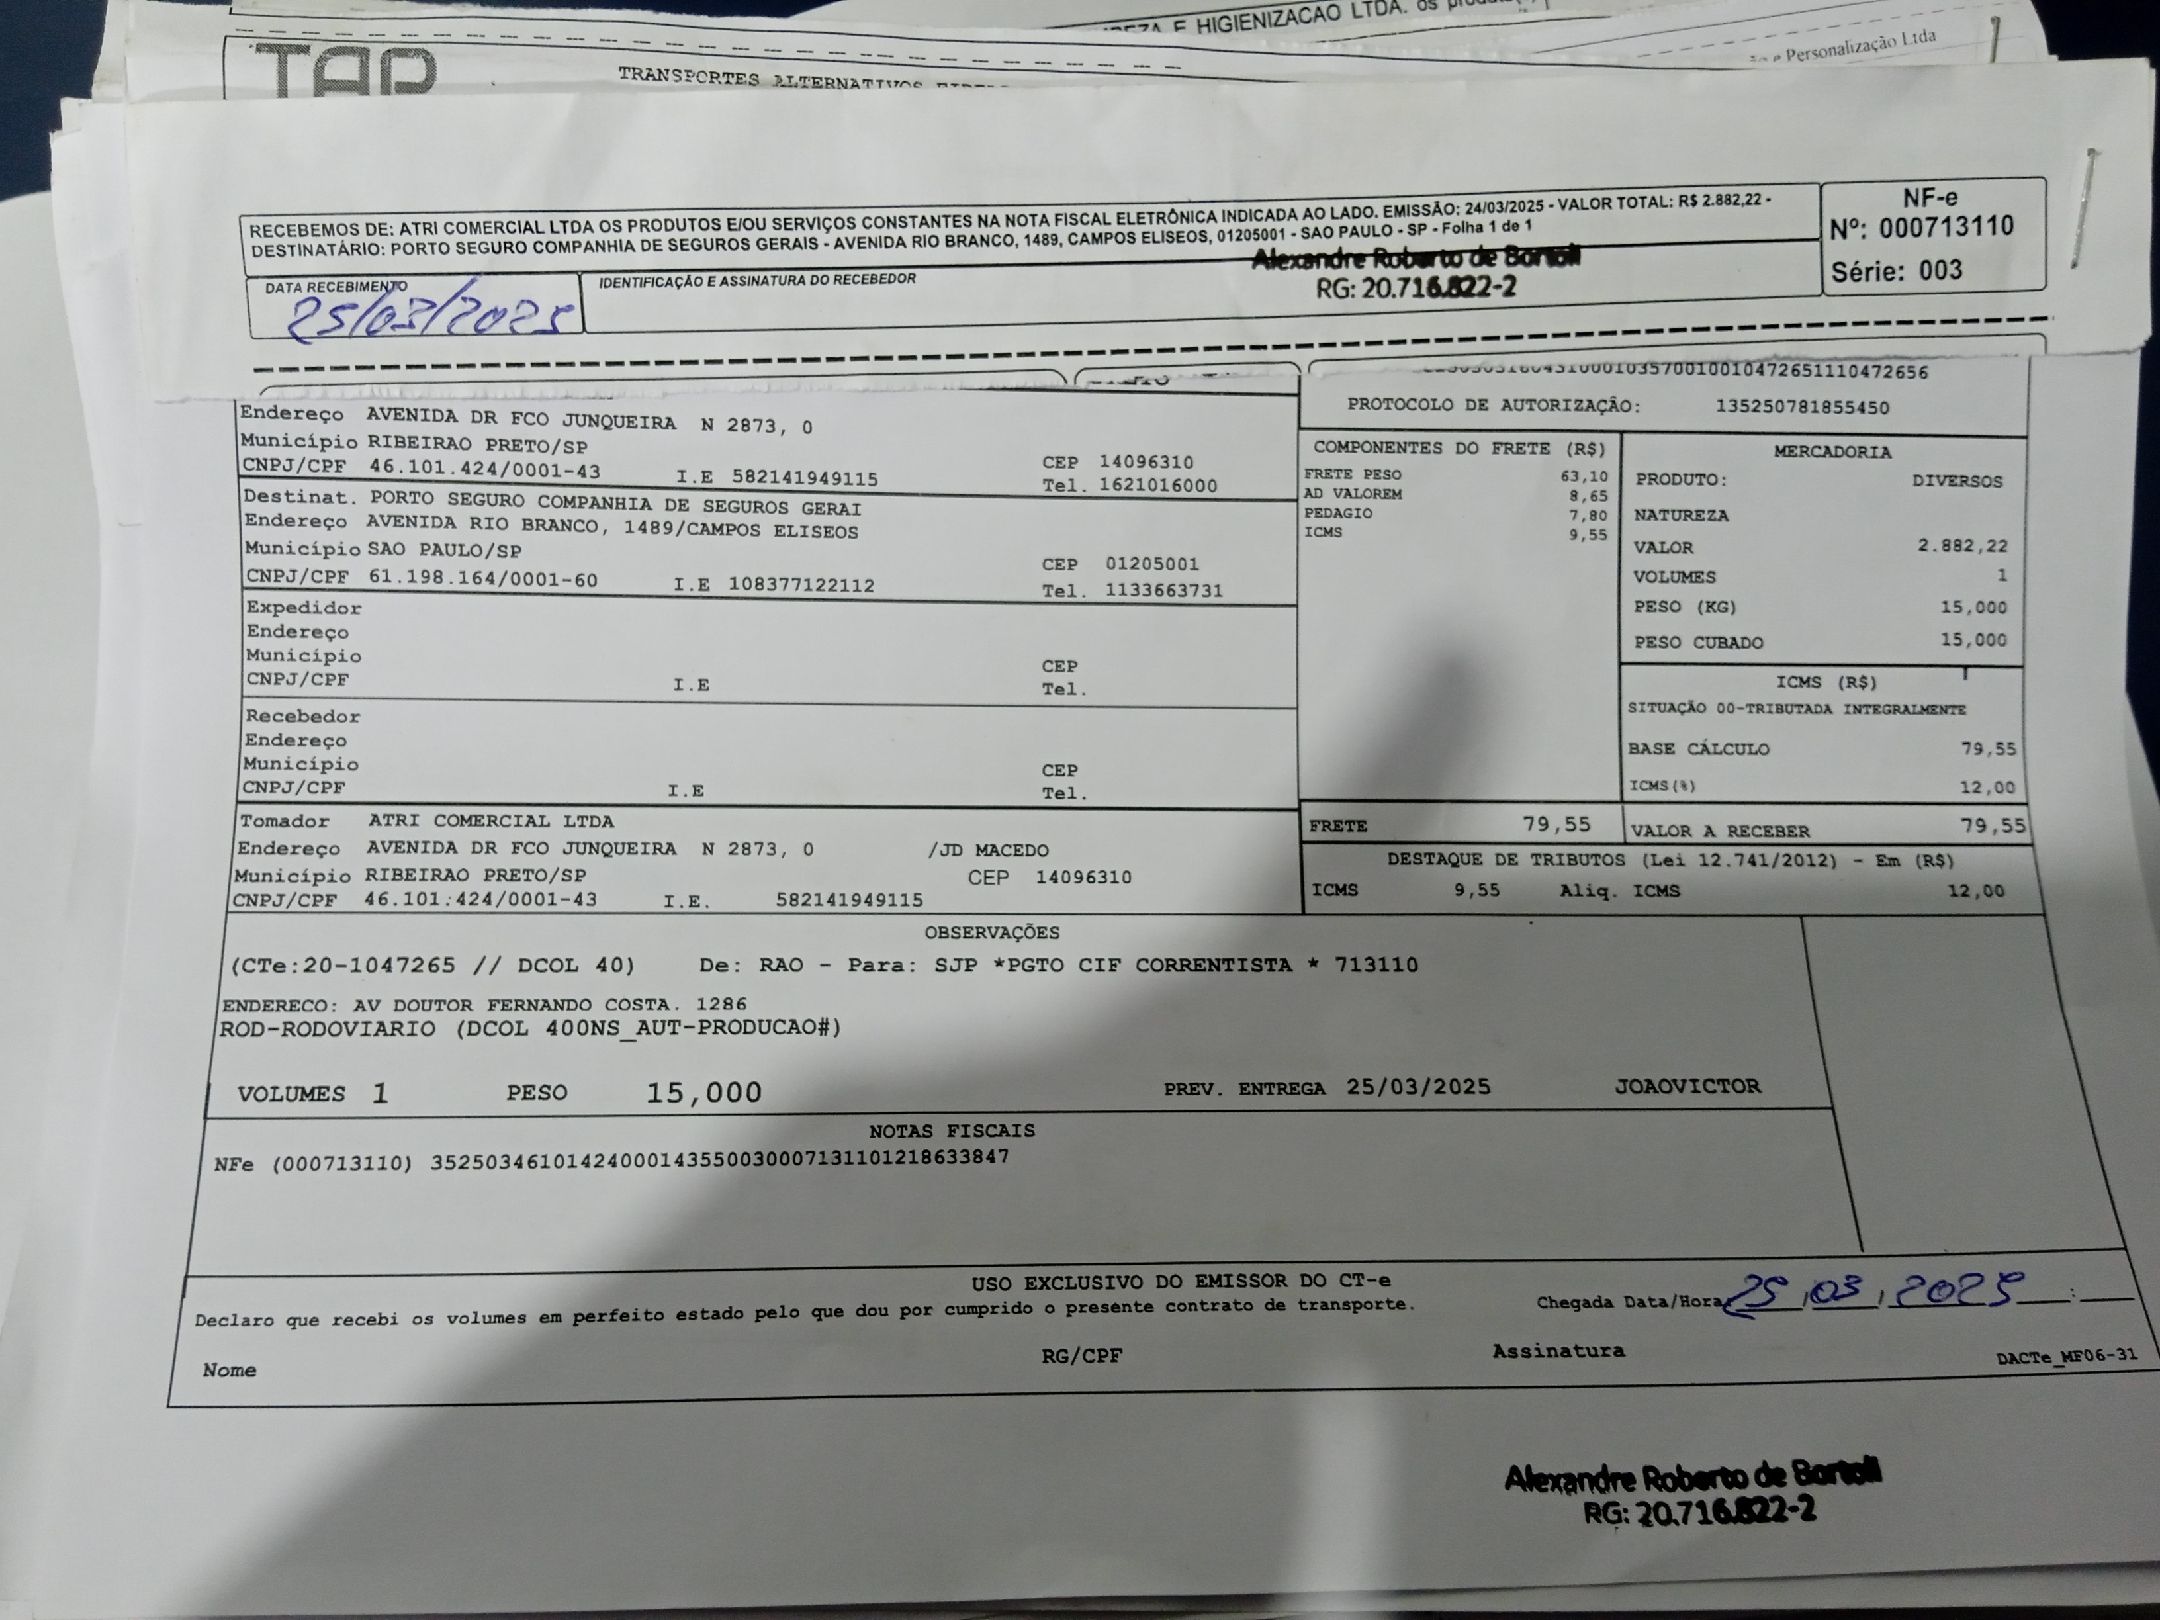 E HIGIENIZACAO LTDA. os
e Personalização Ltda
TAP
TRANSPORTES ALTERNATIVOS
RECEBEMOS DE: ATRI COMERCIAL LTDA OS PRODUTOS E/OU SERVIÇOS CONSTANTES NA NOTA FISCAL ELETRÔNICA INDICADA AO LADO. EMISSÃO: 24/03/2025 - VALOR TOTAL: R$ 2.882,22 -
DESTINATÁRIO: PORTO SEGURO COMPANHIA DE SEGUROS GERAIS - AVENIDA RIO BRANCO, 1489, CAMPOS ELISEOS, 01205001 - SAO PAULO - SP - Folha 1 de 1
NF-e
Nº: 000713110
Série: 003
DATA RECEBIMENTO
25/03/2025
IDENTIFICAÇÃO E ASSINATURA DO RECEBEDOR
Alexandre Roberto de Bortoli
RG: 20.716.822-2
PROTOCOLO DE AUTORIZAÇÃO: 135250781855450
Endereço AVENIDA DR FCO JUNQUEIRA N 2873, 0
Município RIBEIRAO PRETO/SP
CEP 14096310
CNPJ/CPF 46.101.424/0001-43 I.E 582141949115 Tel. 1621016000
Destinat. PORTO SEGURO COMPANHIA DE SEGUROS GERAI
Endereço AVENIDA RIO BRANCO, 1489/CAMPOS ELISEOS
Município SAO PAULO/SP
CEP 01205001
CNPJ/CPF 61.198.164/0001-60 I.E 108377122112 Tel. 1133663731
Expedidor
Endereço
Município CEP
CNPJ/CPF I.E Tel.
Recebedor
Endereço
Município CEP
CNPJ/CPF I.E Tel.
Tomador ATRI COMERCIAL LTDA
Endereço AVENIDA DR FCO JUNQUEIRA N 2873, 0 /JD MACEDO
Município RIBEIRAO PRETO/SP CEP 14096310
CNPJ/CPF 46.101.424/0001-43 I.E. 582141949115
COMPONENTES DO FRETE (R$)
FRETE PESO 63,10
AD VALOREM 8,65
PEDAGIO 7,80
ICMS 9,55
MERCADORIA
PRODUTO: DIVERSOS
NATUREZA
VALOR 2.882,22
VOLUMES 1
PESO (KG) 15,000
PESO CUBADO 15,000
ICMS (R$)
SITUAÇÃO 00-TRIBUTADA INTEGRALMENTE
BASE CÁLCULO 79,55
ICMS(%) 12,00
FRETE 79,55
VALOR A RECEBER 79,55
DESTAQUE DE TRIBUTOS (Lei 12.741/2012) - Em (R$)
ICMS 9,55 Aliq. ICMS 12,00
OBSERVAÇÕES
(CTe:20-1047265 // DCOL 40) De: RAO - Para: SJP *PGTO CIF CORRENTISTA * 713110
ENDERECO: AV DOUTOR FERNANDO COSTA. 1286
ROD-RODOVIARIO (DCOL 400NS_AUT-PRODUCAO#)
VOLUMES 1 PESO 15,000 PREV. ENTREGA 25/03/2025 JOAOVICTOR
NOTAS FISCAIS
NFe (000713110) 35250346101424000143550030007131101218633847
USO EXCLUSIVO DO EMISSOR DO CT-e
Declaro que recebi os volumes em perfeito estado pelo que dou por cumprido o presente contrato de transporte.
Chegada Data/Hora 25/03/2025 :
Nome RG/CPF Assinatura
DACTe_MF06-31
Alexandre Roberto de Bortoli
RG: 20.716.822-2